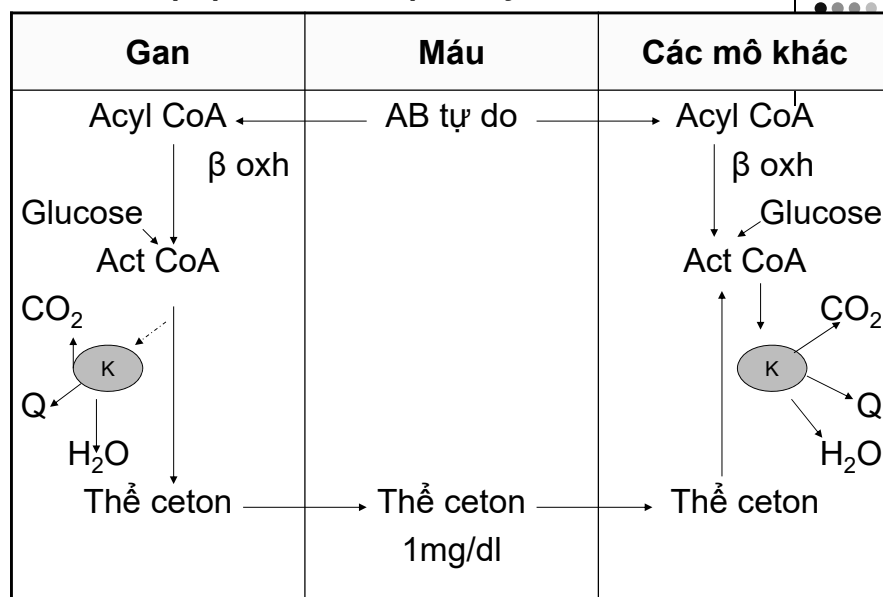 Gan Máu Các mô khác
Acyl CoA AB tự do Acyl CoA
β oxh β oxh
Glucose Glucose
Act CoA Act CoA
CO₂ CO₂
K K
Q Q
H₂O H₂O
Thể ceton Thể ceton Thể ceton
1mg/dl